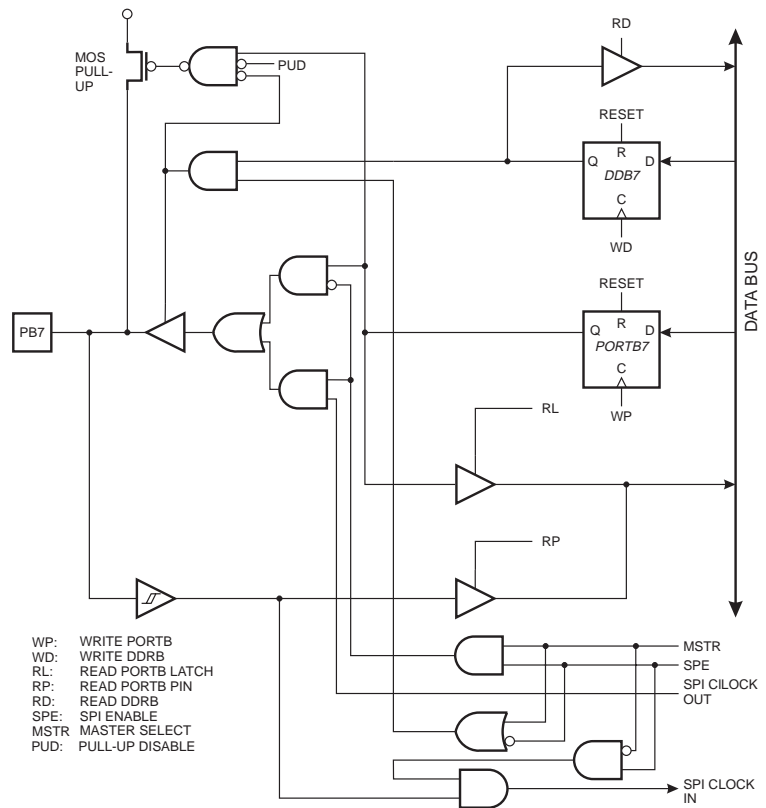 RD
MOS
PULL-
UP
PUD
RESET
R
Q
D
DDB7
C
WD
RESET
R
Q
D
PORTB7
C
WP
DATA BUS
PB7
RL
RP
MSTR
SPE
SPI CILOCK
OUT
SPI CLOCK
IN
WP: WRITE PORTB
WD: WRITE DDRB
RL: READ PORTB LATCH
RP: READ PORTB PIN
RD: READ DDRB
SPE: SPI ENABLE
MSTR MASTER SELECT
PUD: PULL-UP DISABLE